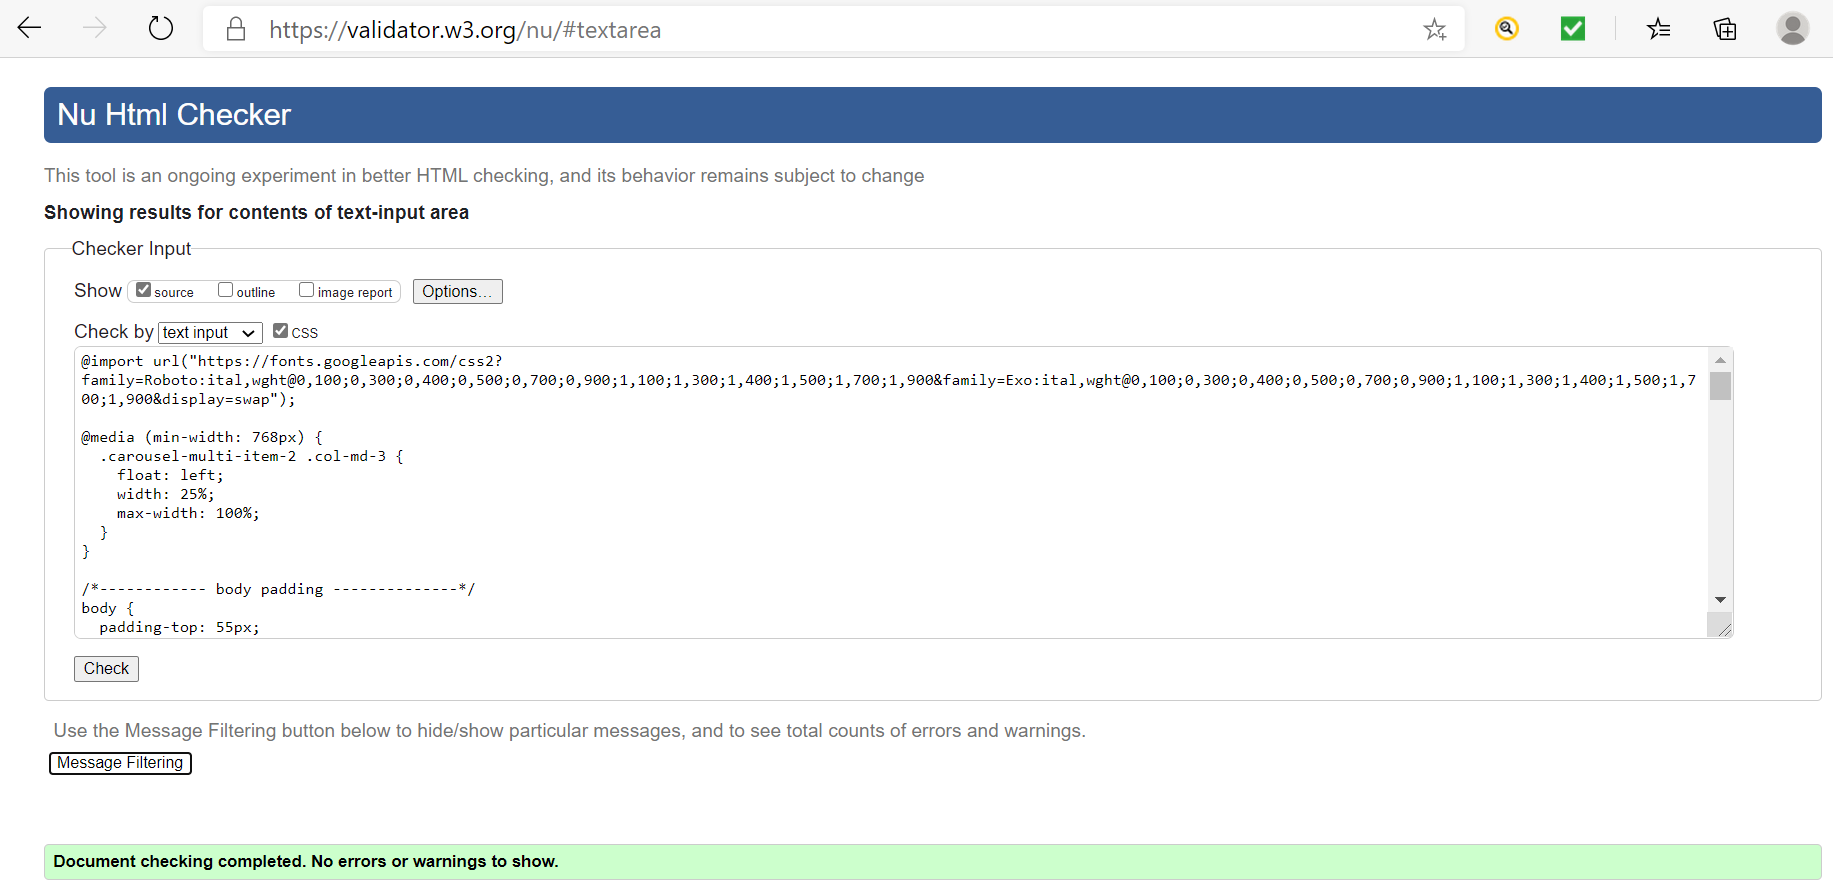 https://validator.w3.org/nu/#textarea
Nu Html Checker
This tool is an ongoing experiment in better HTML checking, and its behavior remains subject to change
Showing results for contents of text-input area
Checker Input
Show source outline image report Options...
Check by text input CSS
@import url("https://fonts.googleapis.com/css2?
family=Roboto:ital,wght@0,100;0,300;0,400;0,500;0,700;0,900;1,100;1,300;1,400;1,500;1,700;1,900&family=Exo:ital,wght@0,100;0,300;0,400;0,500;0,700;0,900;1,100;1,300;1,400;1,500;1,7
00;1,900&display=swap");
@media (min-width: 768px) {
.carousel-multi-item-2 .col-md-3 {
float: left;
width: 25%;
max-width: 100%;
}
}
/*------------ body padding --------------*/
body {
padding-top: 55px;
Check
Use the Message Filtering button below to hide/show particular messages, and to see total counts of errors and warnings.
Message Filtering
Document checking completed. No errors or warnings to show.